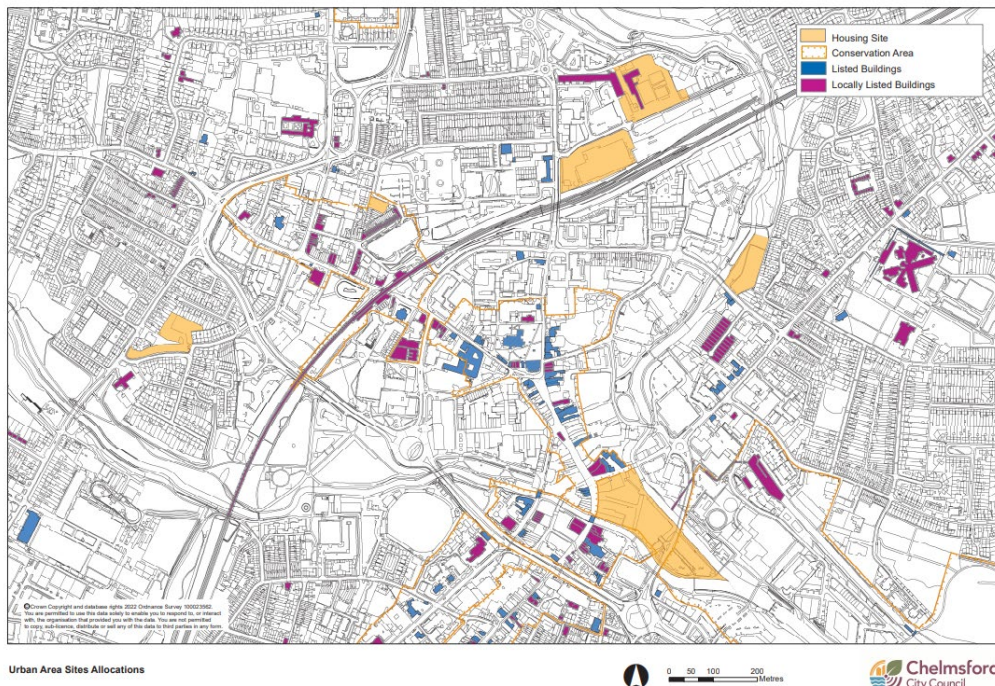 Housing Site
Conservation Area
Listed Buildings
Locally Listed Buildings
©Crown Copyright and database rights 2022 Ordnance Survey 100023562.
You are permitted to use this data solely to enable you to respond to, or interact
with, the organisation that provided you with the data. You are not permitted
to copy, sub-licence, distribute or sell any of this data to third parties in any form.
Urban Area Sites Allocations
0 50 100 200
Metres
Chelmsford
City Council